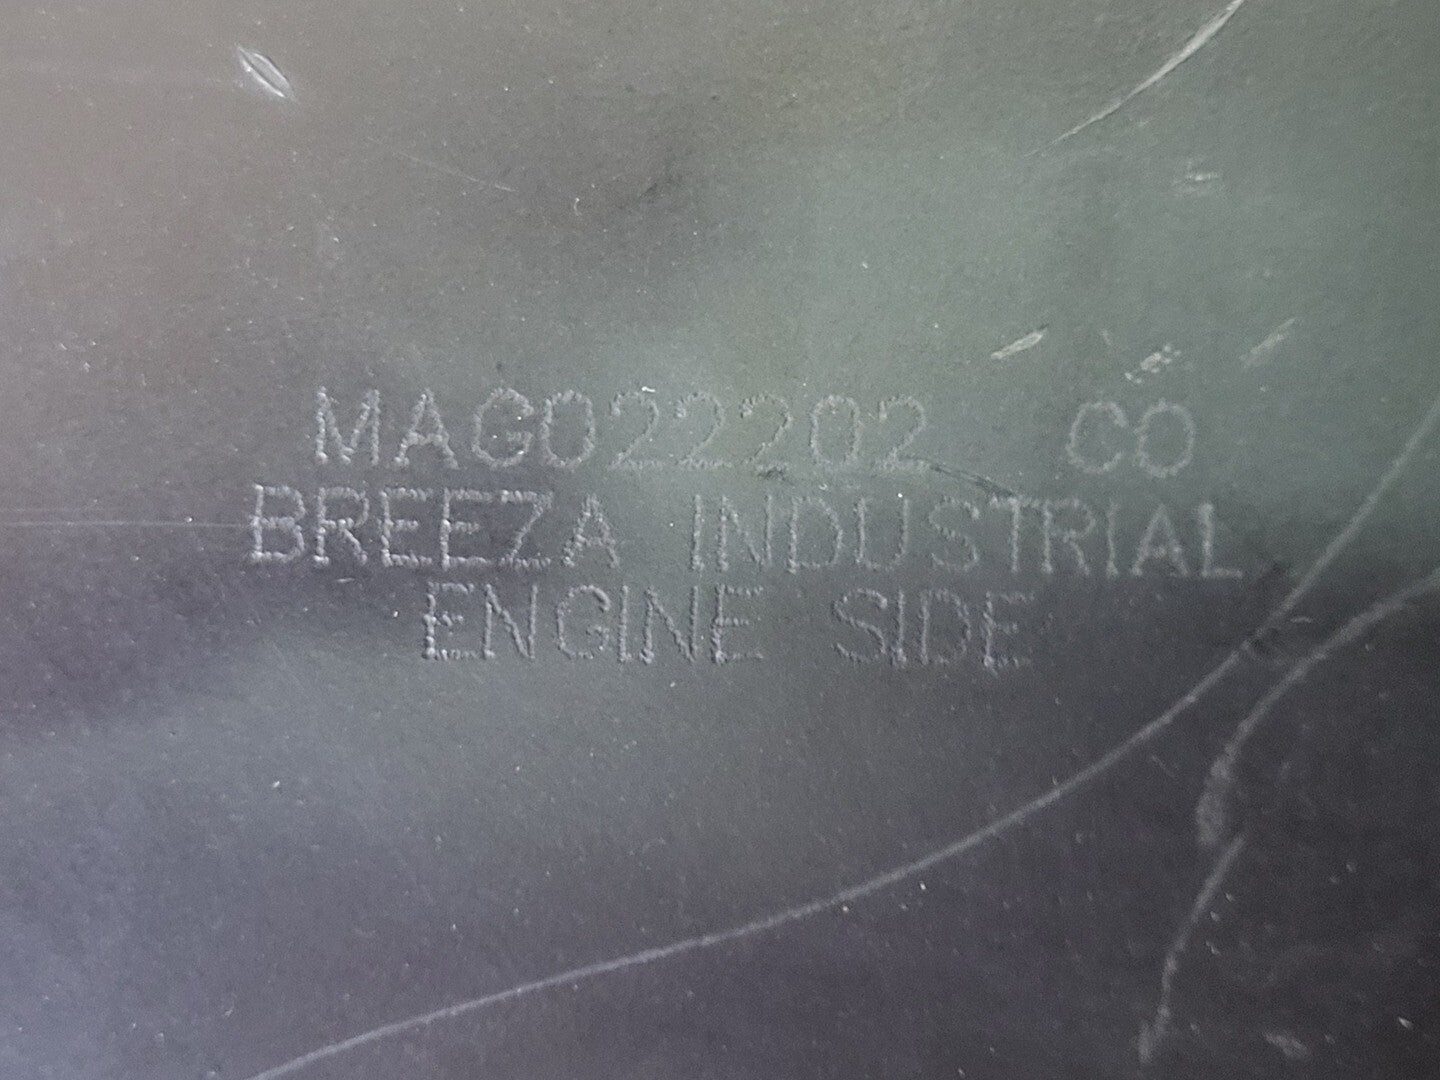 MAG022202 CO
BREEZA INDUSTRIAL
ENGINE SIDE